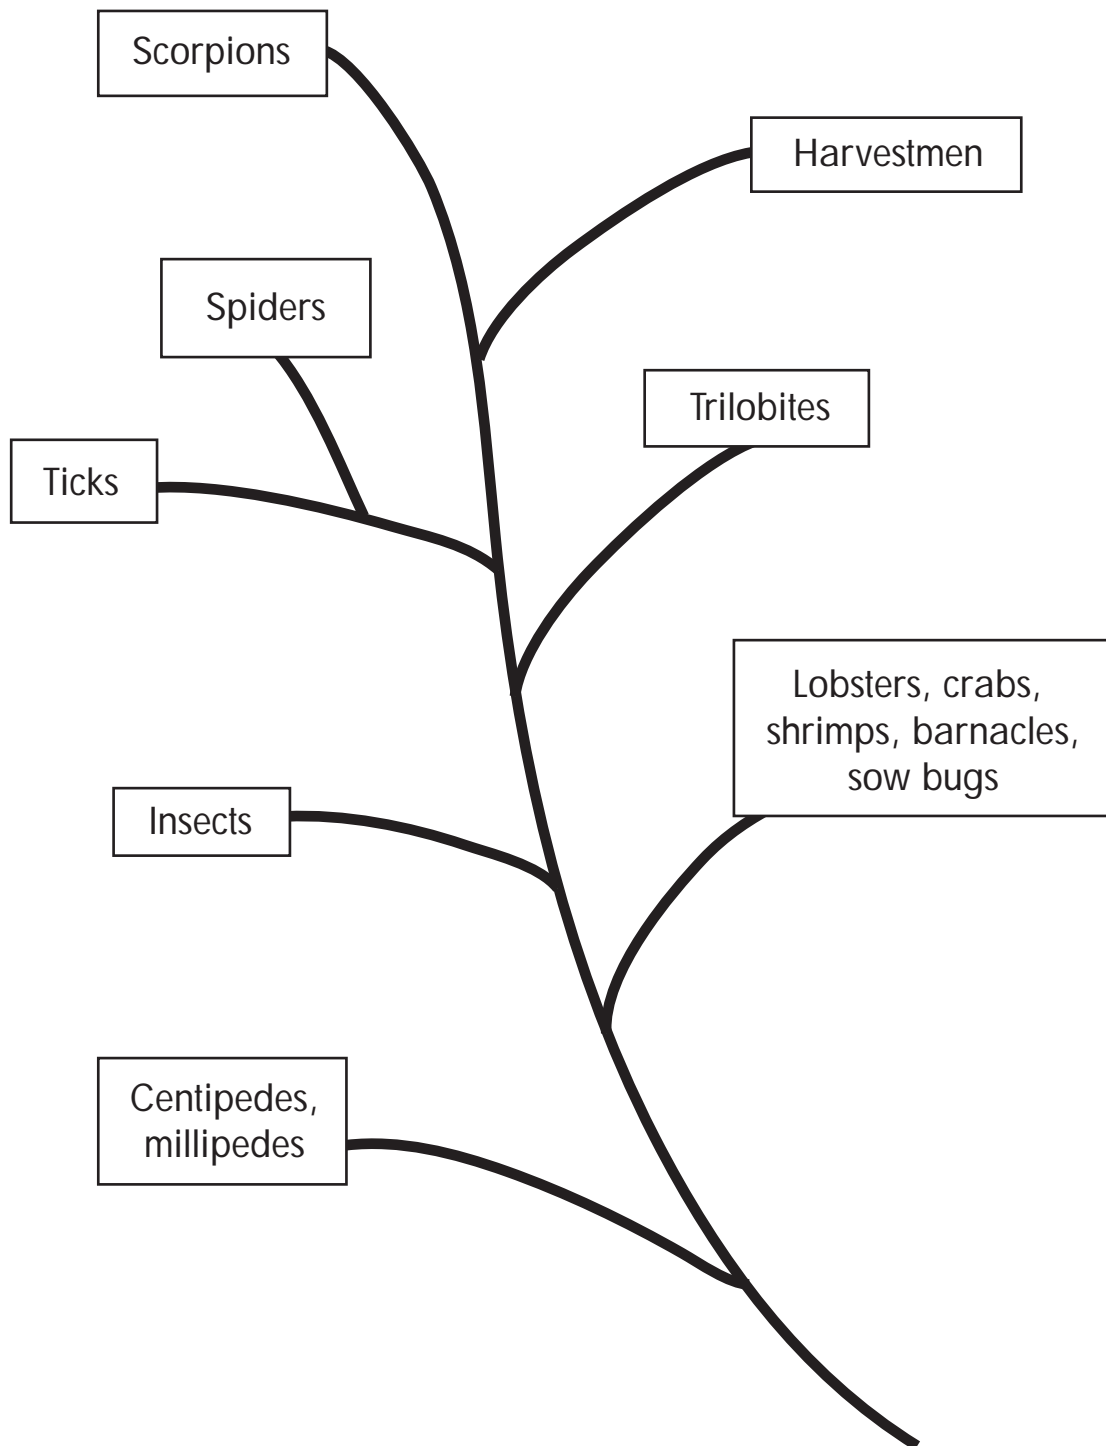 Scorpions
Harvestmen
Spiders
Trilobites
Ticks
Lobsters, crabs,
shrimps, barnacles,
sow bugs
Insects
Centipedes,
millipedes